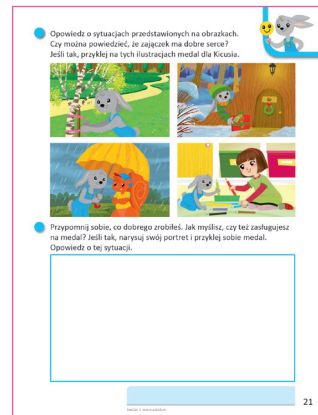 Opowiedz o sytuacjach przedstawionych na obrazkach.
Czy można powiedzieć, że zajączek ma dobre serce?
Jeśli tak, przyklej na tych ilustracjach medal dla Kicusia.
Przypomnij sobie, co dobrego zrobiłeś. Jak myślisz, czy też zasługujesz
na medal? Jeśli tak, narysuj swój portret i przyklej sobie medal.
Opowiedz o tej sytuacji.
21